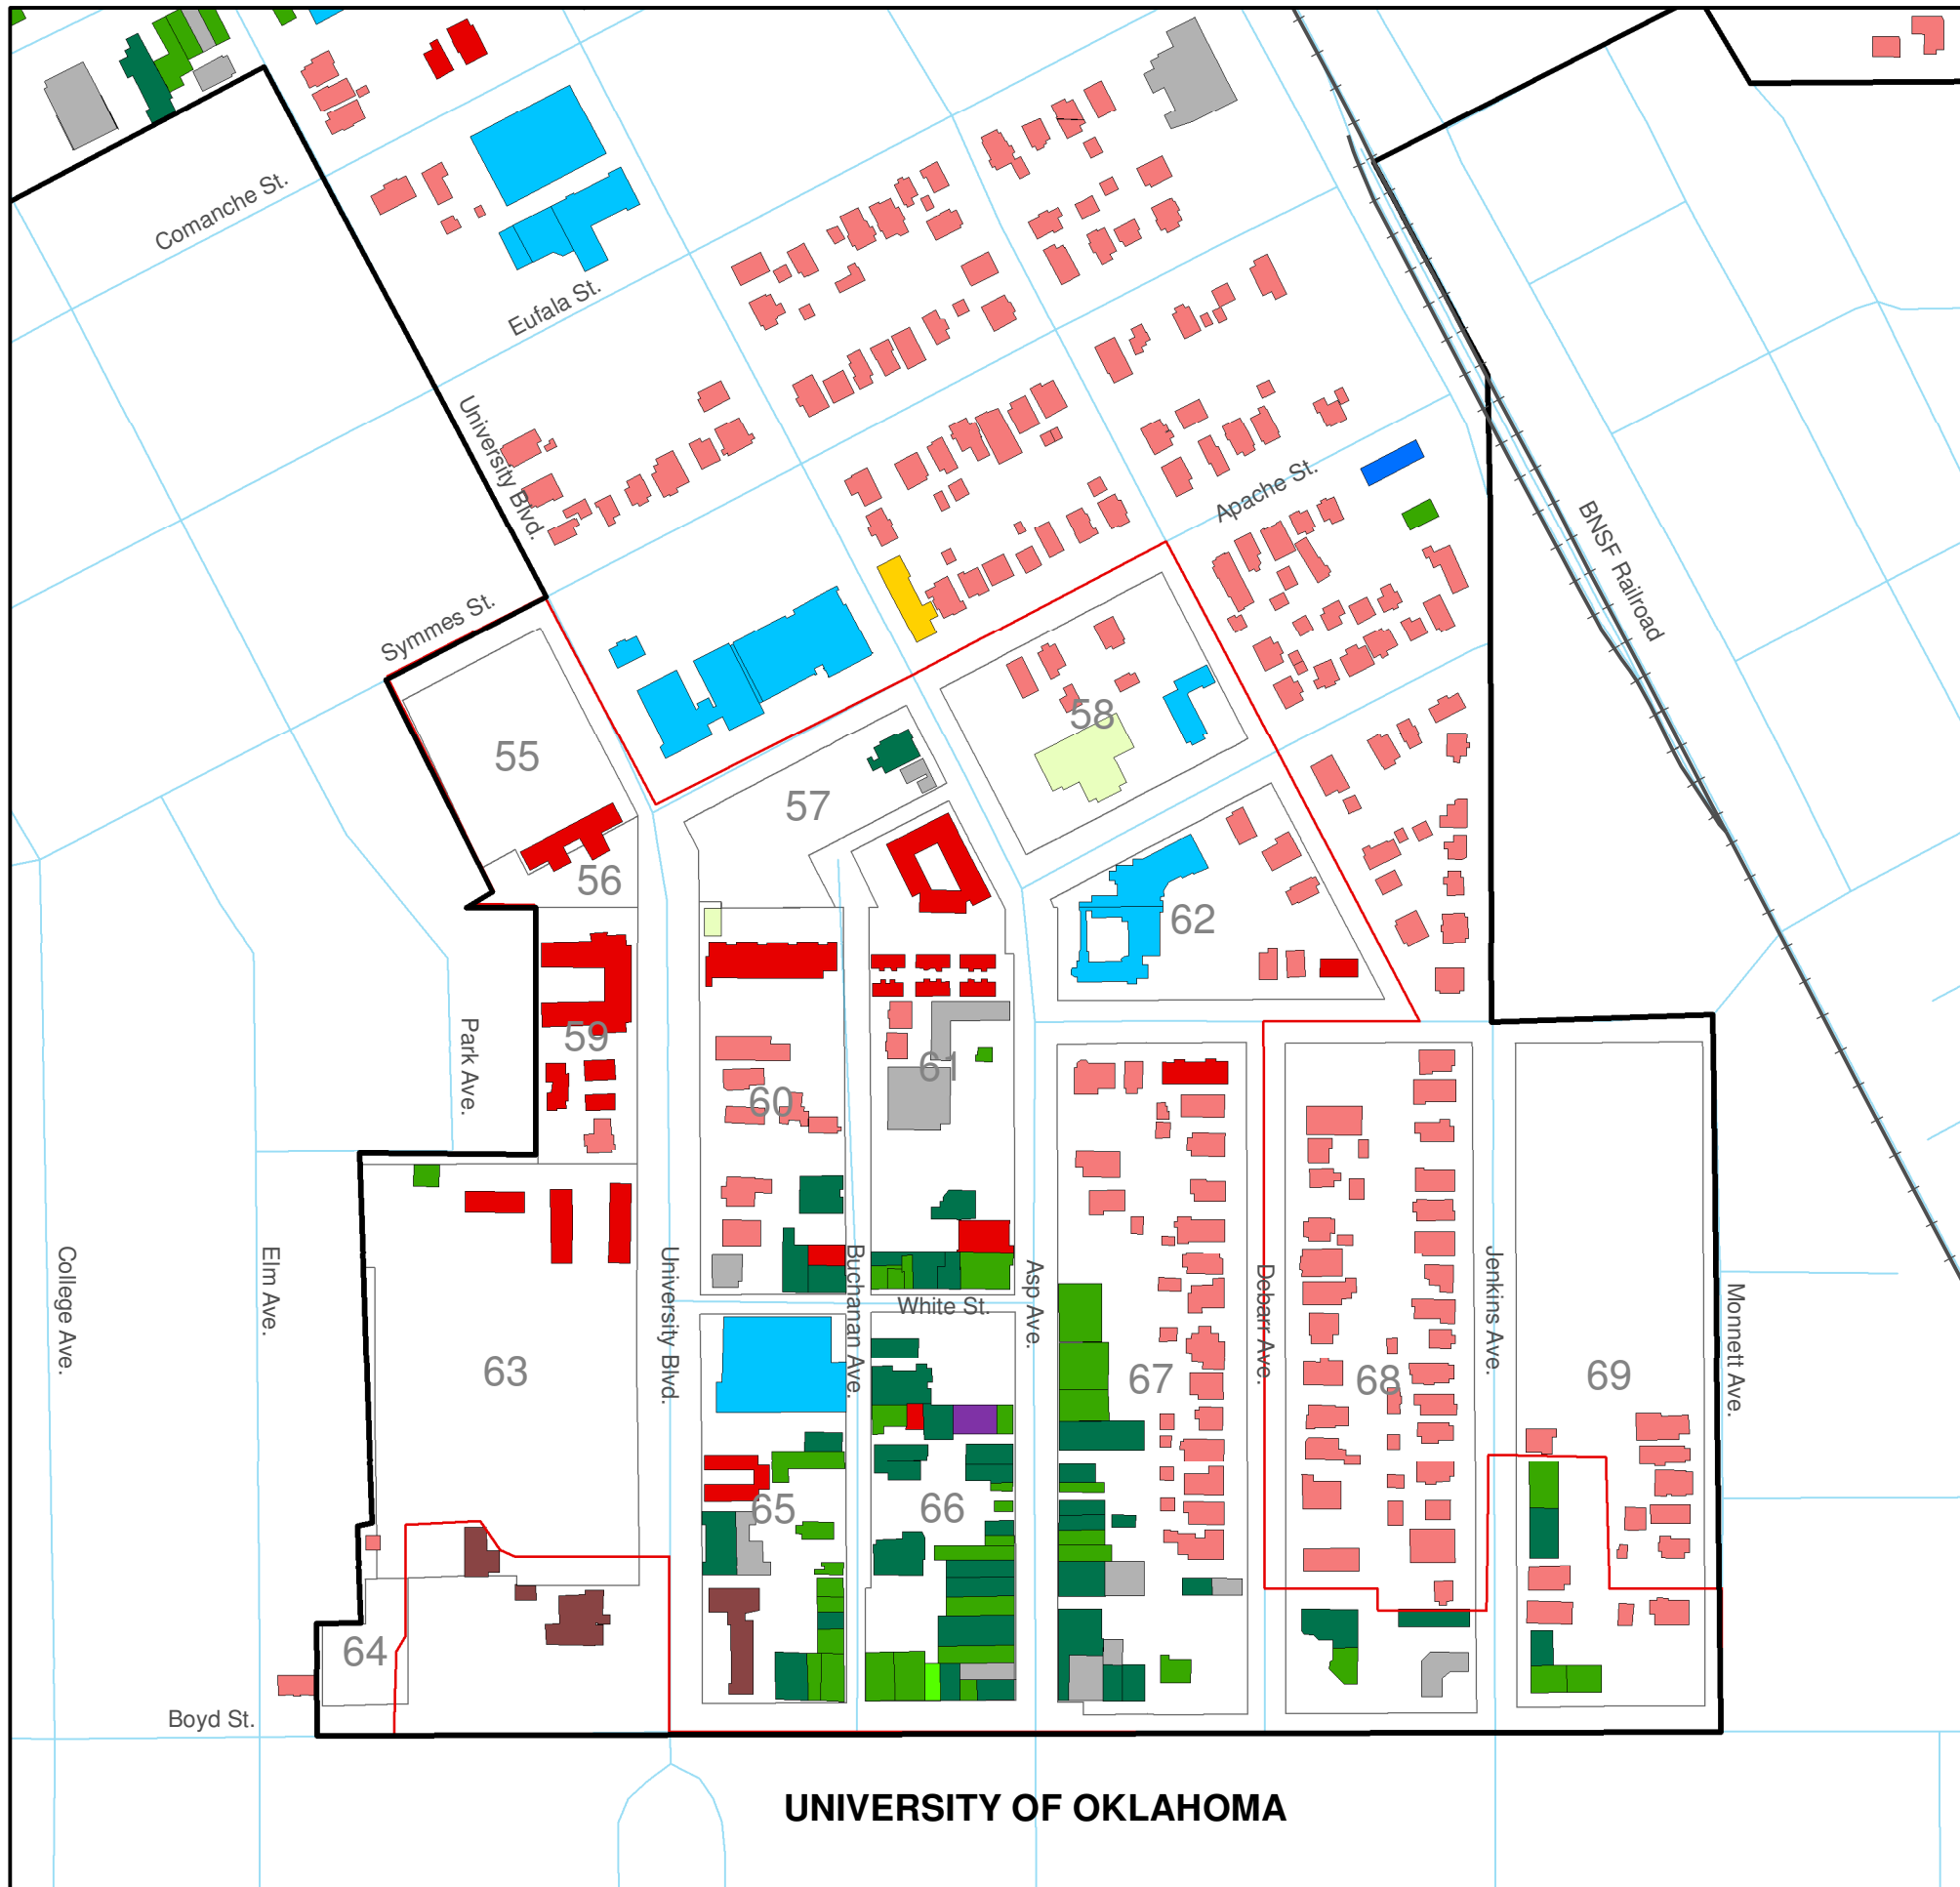 Comanche St.
Eufala St.
University Blvd.
Apache St.
BNSF Railroad
Symmes St.
55
57
58
56
62
59
Park Ave.
60
61
College Ave.
Elm Ave.
University Blvd.
Buchanan Ave.
White St.
Asp Ave.
Debarr Ave.
Jenkins Ave.
Monnett Ave.
63
67
68
69
65
66
64
Boyd St.
UNIVERSITY OF OKLAHOMA